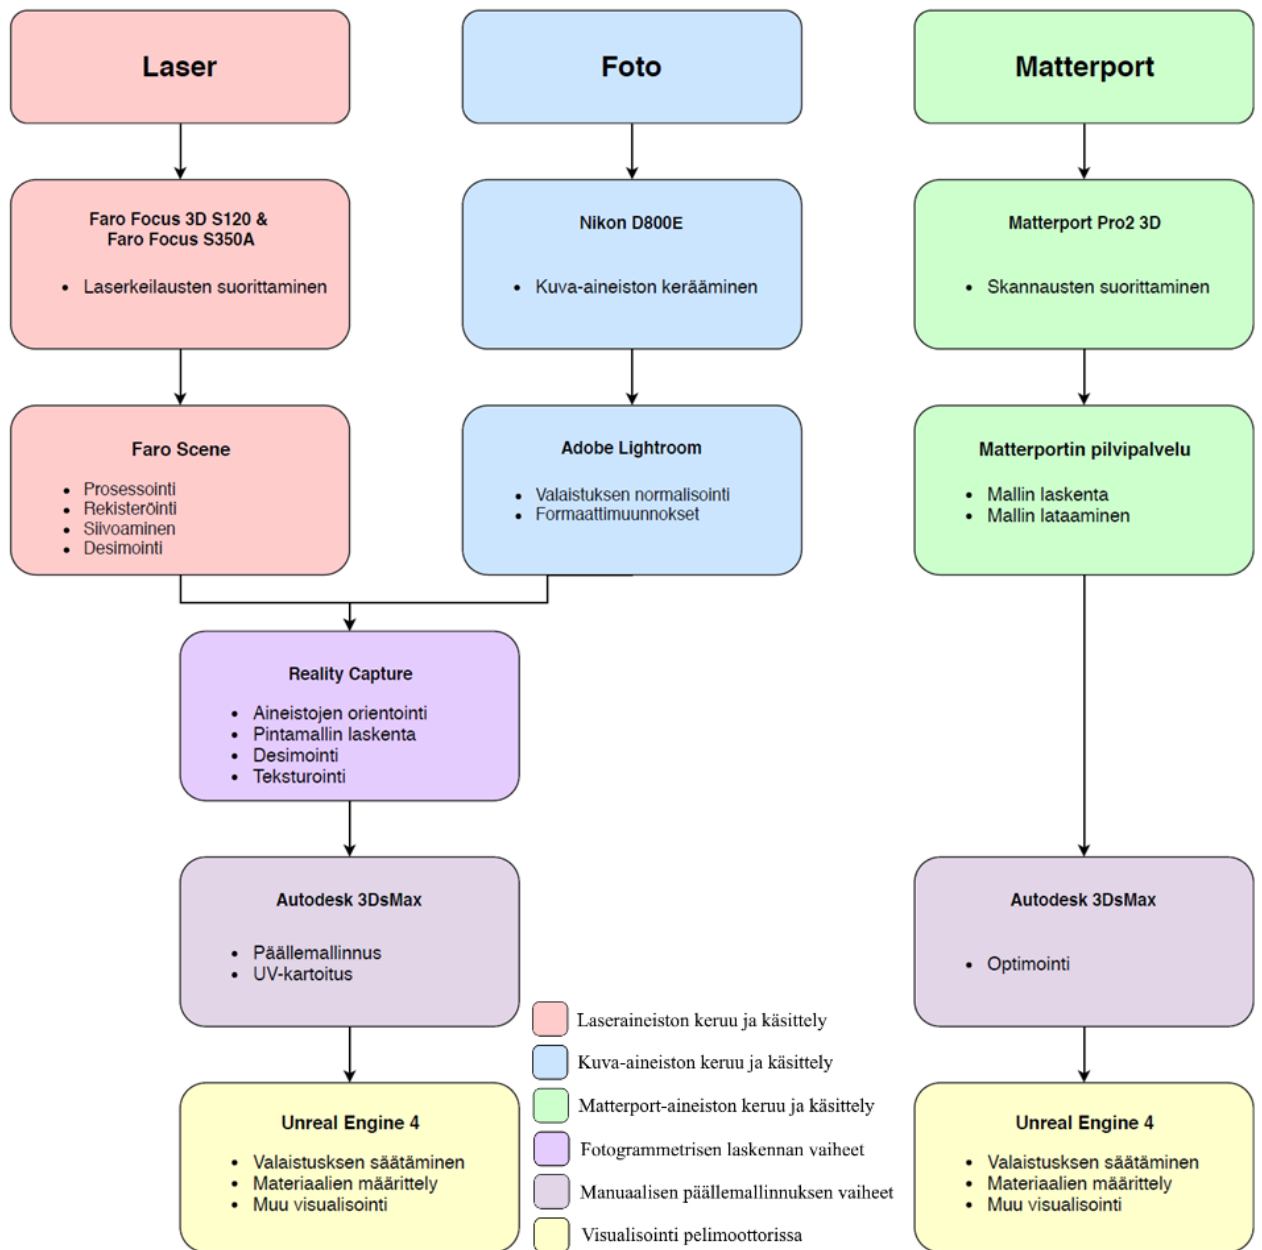 Laser
Foto
Matterport
Faro Focus 3D S120 &
Faro Focus S350A
• Laserkeilausten suorittaminen
Nikon D800E
• Kuva-aineiston kerääminen
Matterport Pro2 3D
• Skannausten suorittaminen
Faro Scene
• Prosessointi
• Rekisteröinti
• Siivoaminen
• Desimointi
Adobe Lightroom
• Valaistuksen normalisointi
• Formaattimuunnokset
Matterportin pilvipalvelu
• Mallin laskenta
• Mallin lataaminen
Reality Capture
• Aineistojen orientointi
• Pintamallin laskenta
• Desimointi
• Teksturointi
Autodesk 3DsMax
• Päällemallinnus
• UV-kartoitus
Autodesk 3DsMax
• Optimointi
Unreal Engine 4
• Valaistusksen säätäminen
• Materiaalien määrittely
• Muu visualisointi
Laseraineiston keruu ja käsittely
Kuva-aineiston keruu ja käsittely
Matterport-aineiston keruu ja käsittely
Fotogrammetrisen laskennan vaiheet
Manuaalisen päällemallinnuksen vaiheet
Visualisointi pelimoottorissa
Unreal Engine 4
• Valaistusksen säätäminen
• Materiaalien määrittely
• Muu visualisointi